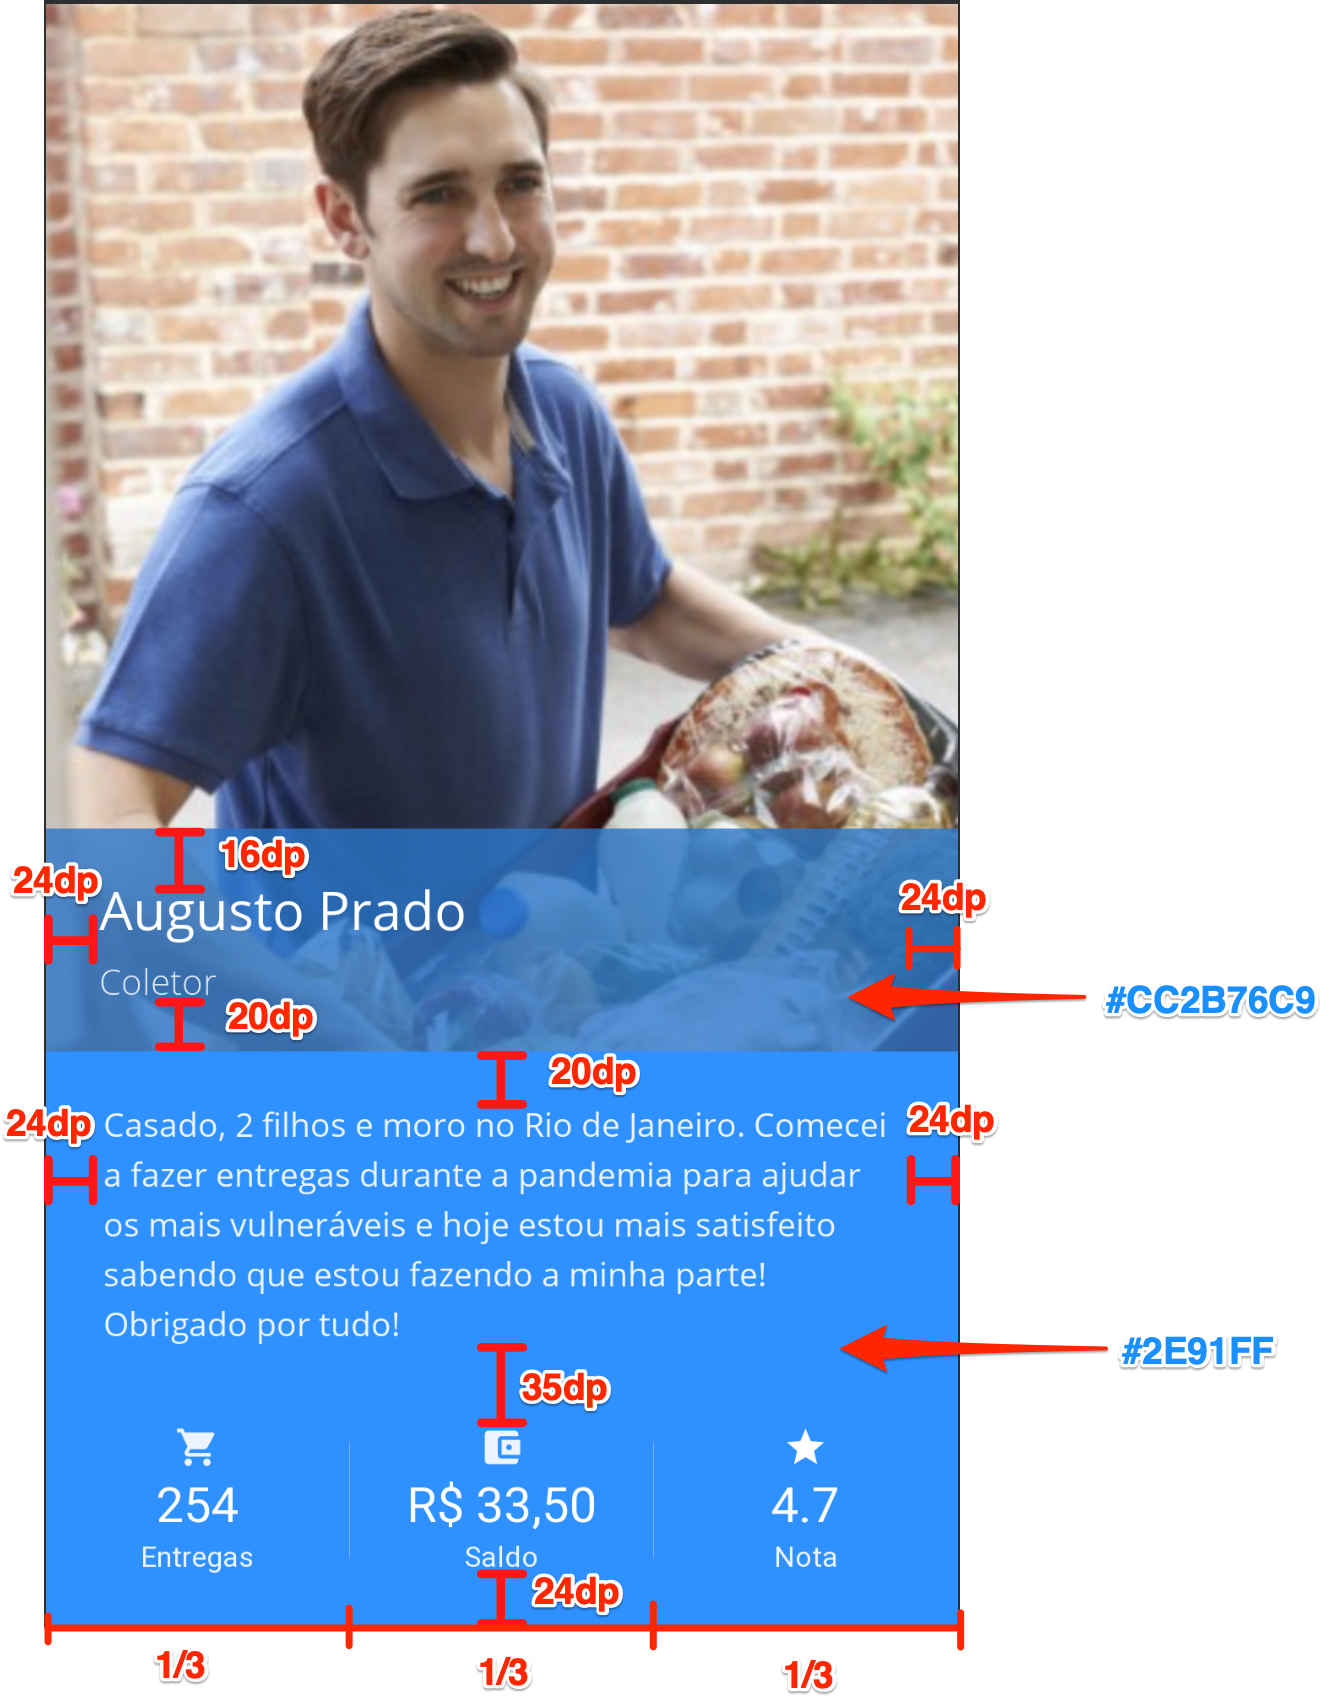 16dp
24dp
24dp
Augusto Prado
Coletor
#CC2B76C9
20dp
20dp
24dp
24dp
Casado, 2 filhos e moro no Rio de Janeiro. Comecei
a fazer entregas durante a pandemia para ajudar
os mais vulneráveis e hoje estou mais satisfeito
sabendo que estou fazendo a minha parte!
Obrigado por tudo!
#2E91FF
35dp
254
R$ 33,50
4.7
Entregas
Saldo
Nota
24dp
1/3
1/3
1/3